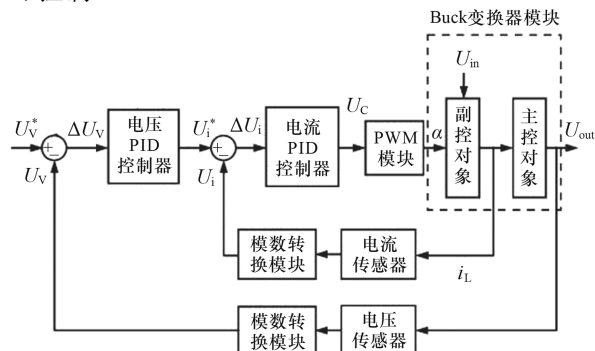 Buck变换器模块
U_in
U_V^*
ΔU_V
电压
PID
控制器
U_i^*
ΔU_i
电流
PID
控制器
U_C
PWM
模块
α
副
控
对
象
主
控
对
象
U_out
+
−
U_V
+
−
U_i
模数转
换模块
电流
传感器
i_L
模数转
换模块
电压
传感器